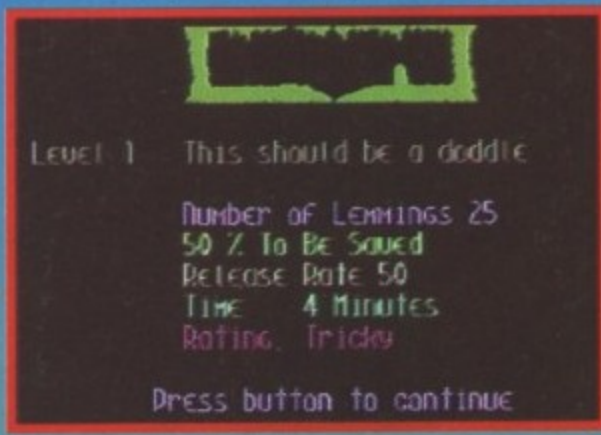 Level 1 This should be a doddle
Number of Lemmings 25
50 % To Be Saved
Release Rate 50
Time 4 Minutes
Rating. Tricky
Press button to continue